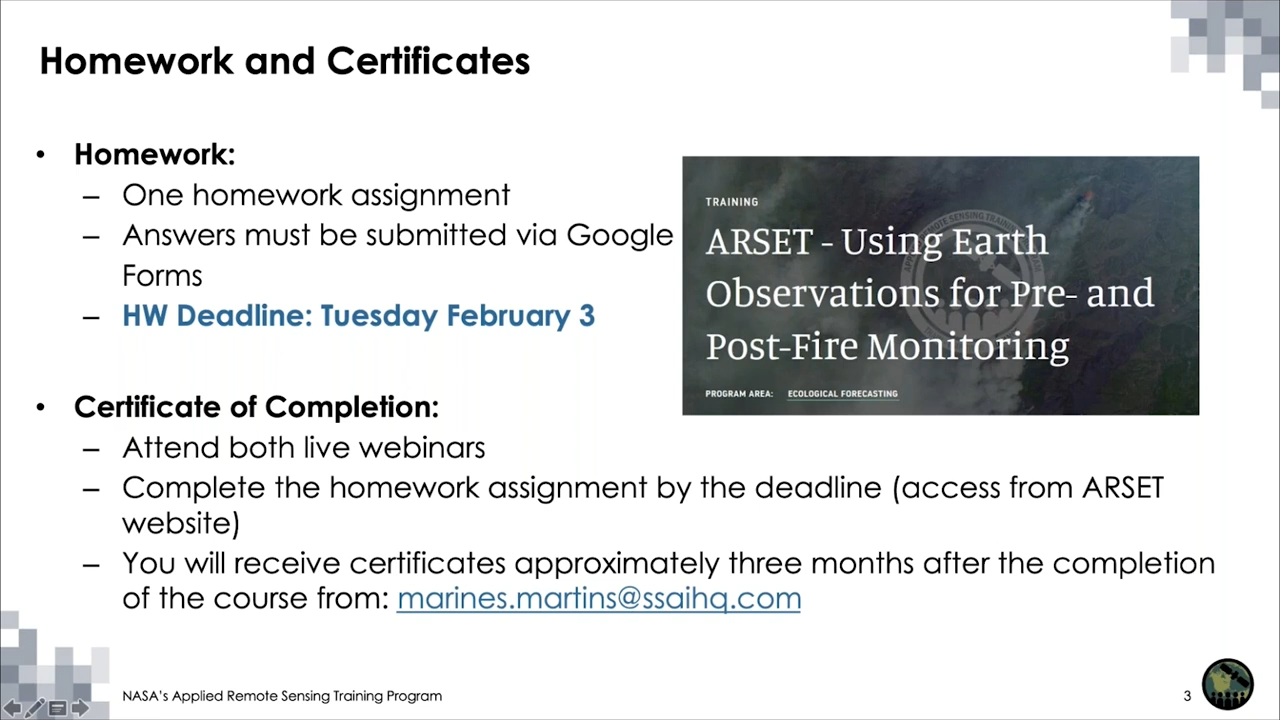 Homework and Certificates
• Homework:
– One homework assignment
– Answers must be submitted via Google
Forms
– HW Deadline: Tuesday February 3
TRAINING
ARSET - Using Earth
Observations for Pre- and
Post-Fire Monitoring
PROGRAM AREA: ECOLOGICAL FORECASTING
• Certificate of Completion:
– Attend both live webinars
– Complete the homework assignment by the deadline (access from ARSET
website)
– You will receive certificates approximately three months after the completion
of the course from: marines.martins@ssaihq.com
NASA's Applied Remote Sensing Training Program
3